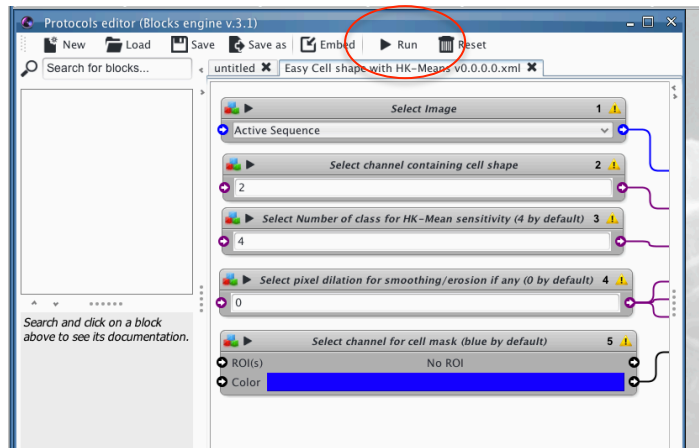 Protocols editor (Blocks engine v.3.1)
New Load Save Save as Embed Run Reset
Search for blocks...
untitled Easy Cell shape with HK-Means v0.0.0.0.xml
Select Image 1
Active Sequence
Select channel containing cell shape 2
2
Select Number of class for HK-Mean sensitivity (4 by default) 3
4
Select pixel dilation for smoothing/erosion if any (0 by default) 4
0
Search and click on a block
above to see its documentation.
Select channel for cell mask (blue by default) 5
ROI(s) No ROI
Color